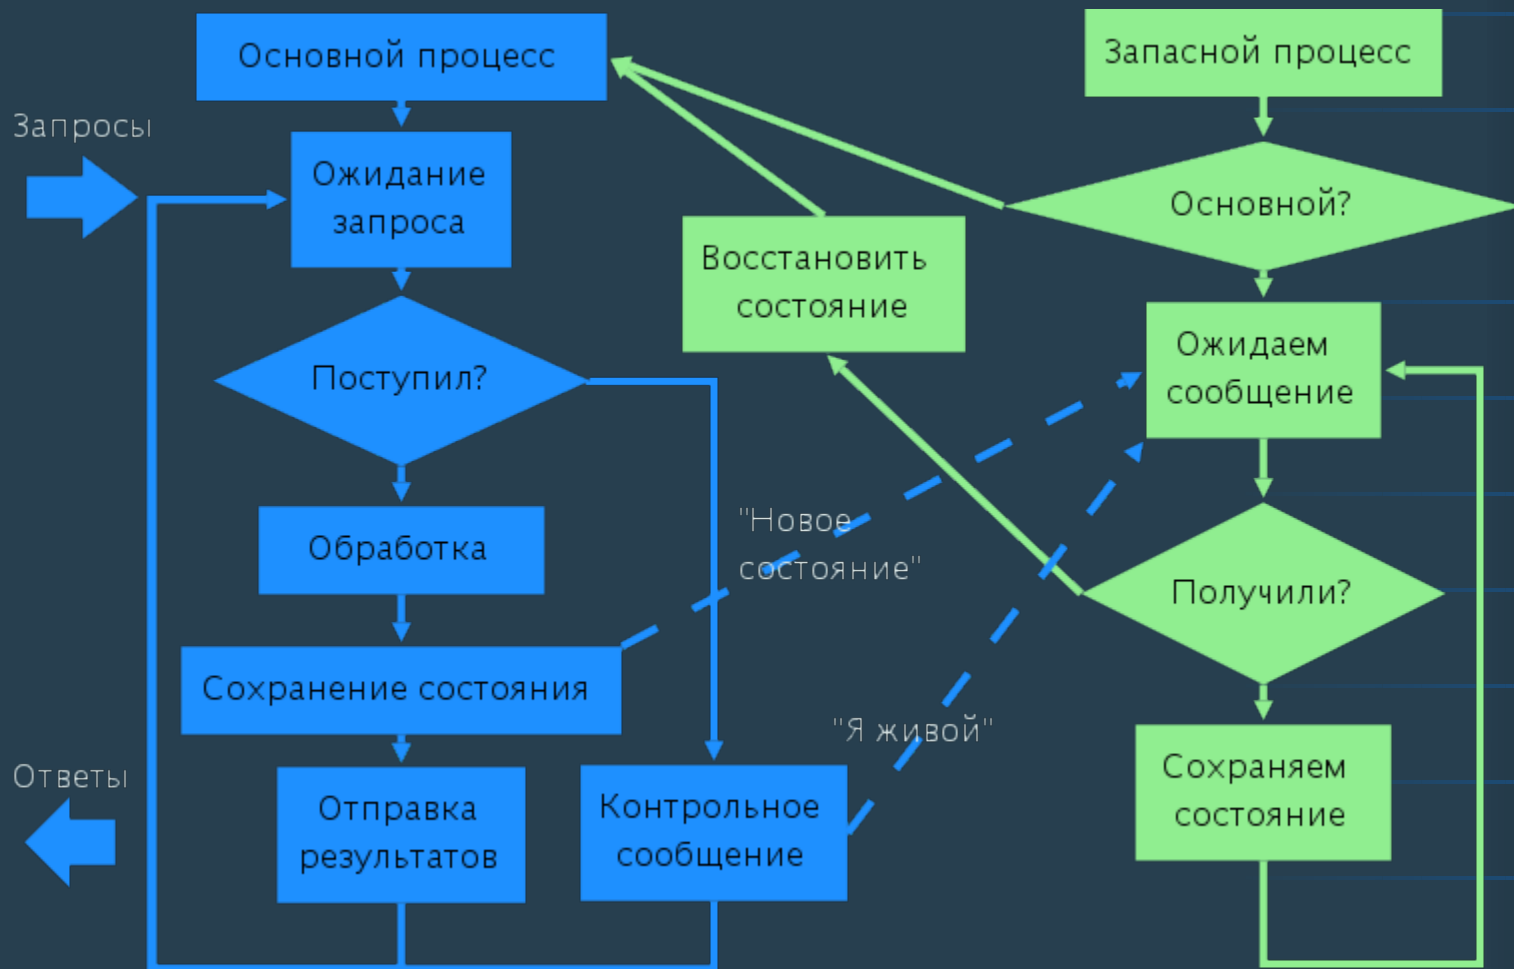 Основной процесс
Запасной процесс
Запросы
Ожидание
запроса
Основной?
Восстановить
состояние
Ожидаем
сообщение
Поступил?
"Новое
состояние"
Обработка
Получили?
Сохранение состояния
"Я живой"
Ответы
Отправка
результатов
Контрольное
сообщение
Сохраняем
состояние